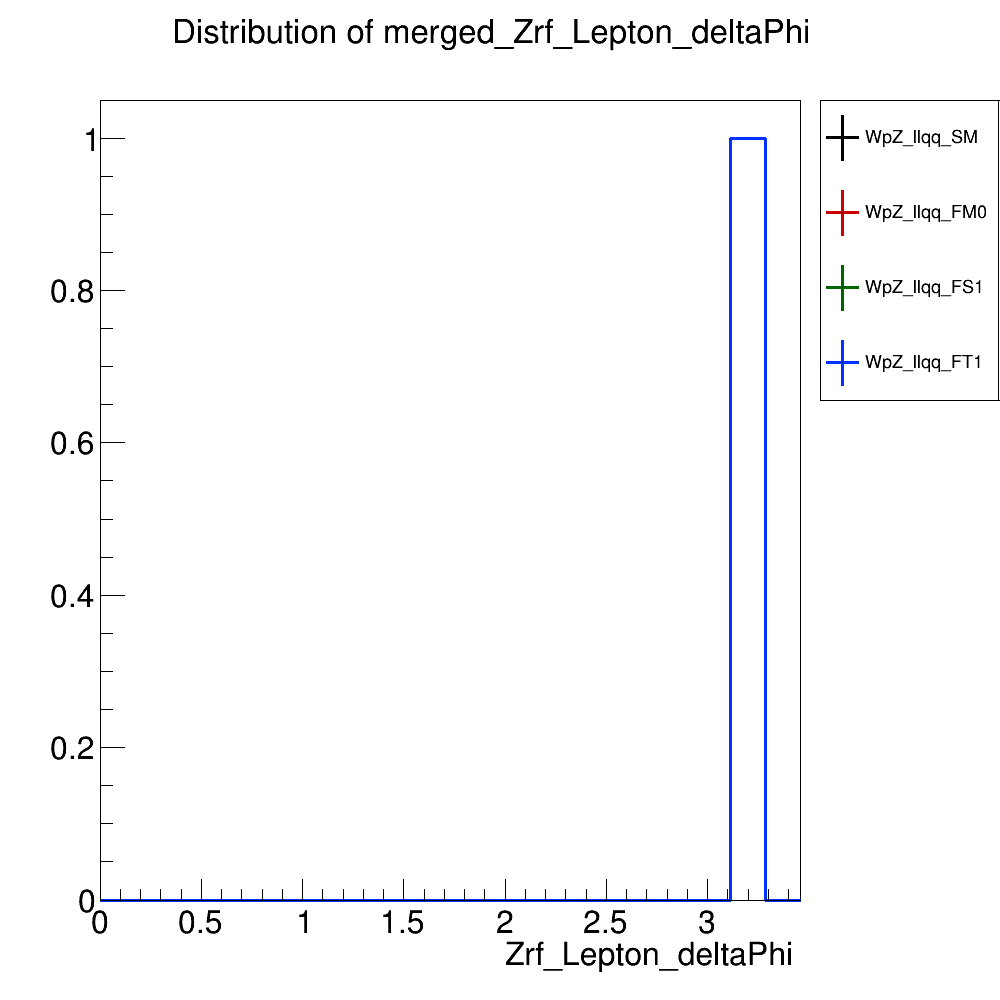 Distribution of merged_Zrf_Lepton_deltaPhi
1
0.8
0.6
0.4
0.2
0
0 0.5 1 1.5 2 2.5 3
Zrf_Lepton_deltaPhi
WpZ_llqq_SM
WpZ_llqq_FM0
WpZ_llqq_FS1
WpZ_llqq_FT1